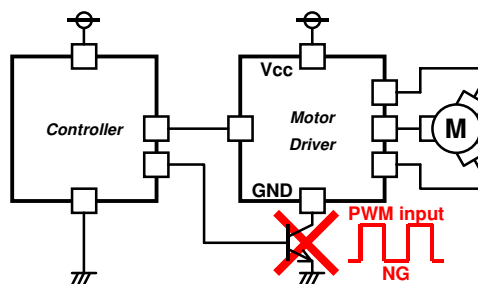 Vcc
Controller
Motor
Driver
M
GND
PWM input
NG